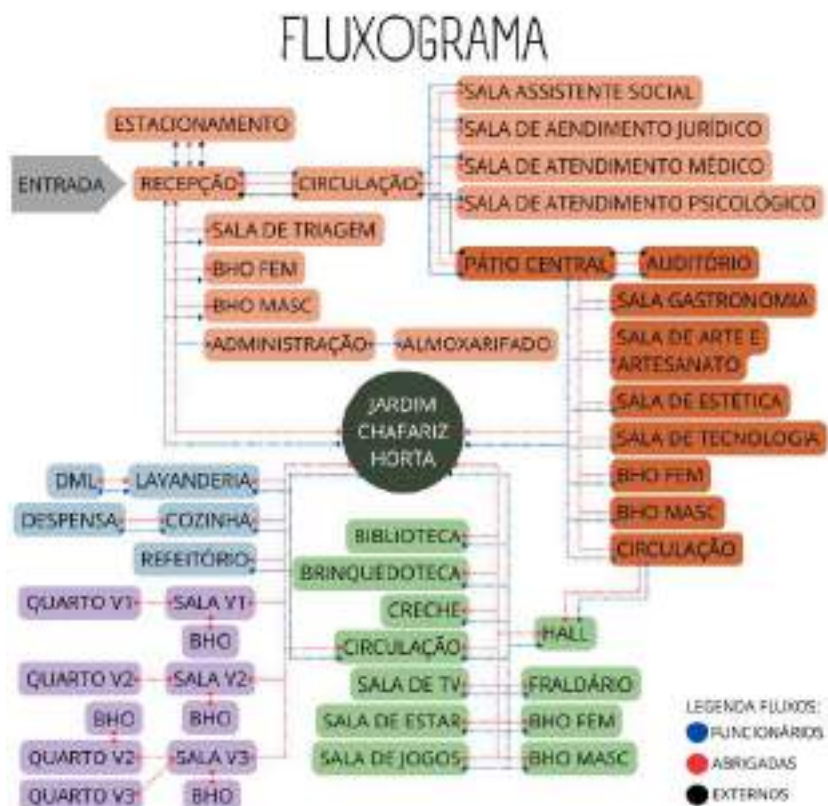 FLUXOGRAMA
ESTACIONAMENTO
ENTRADA
RECEPÇÃO
CIRCULAÇÃO
SALA ASSISTENTE SOCIAL
SALA DE AENDIMENTO JURÍDICO
SALA DE ATENDIMENTO MÉDICO
SALA DE ATENDIMENTO PSICOLÓGICO
SALA DE TRIAGEM
BHO FEM
BHO MASC
ADMINISTRAÇÃO
ALMOXARIFADO
PÁTIO CENTRAL
AUDITÓRIO
SALA GASTRONOMIA
SALA DE ARTE E
ARTESANATO
SALA DE ESTÉTICA
SALA DE TECNOLOGIA
BHO FEM
BHO MASC
CIRCULAÇÃO
JARDIM
CHAFARIZ
HORTA
DML
LAVANDERIA
DESPENSA
COZINHA
REFEITÓRIO
QUARTO V1
SALA V1
BHO
QUARTO V2
SALA V2
BHO
BHO
QUARTO V2
SALA V3
QUARTO V3
BHO
BIBLIOTECA
BRINQUEDOTECA
CRECHE
CIRCULAÇÃO
HALL
SALA DE TV
FRALDÁRIO
SALA DE ESTAR
BHO FEM
SALA DE JOGOS
BHO MASC
LEGENDA FLUXOS:
FUNCIONÁRIOS
ABRIGADAS
EXTERNOS